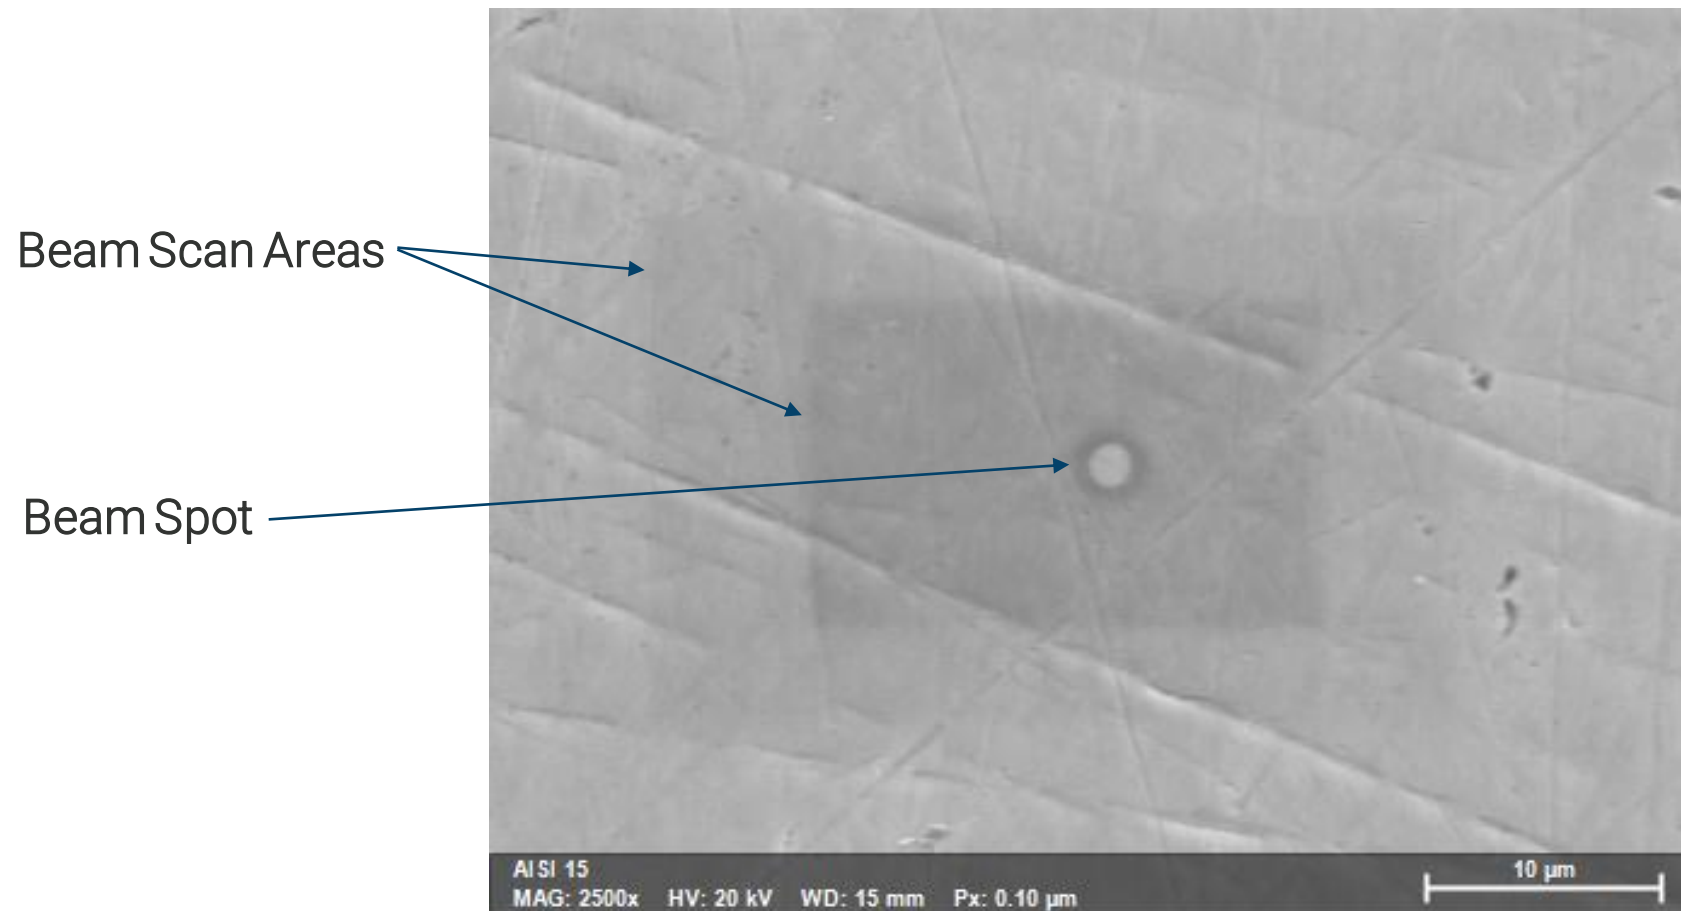 Beam Scan Areas
Beam Spot
AISI 15
MAG: 2500x HV: 20 kV WD: 15 mm Px: 0.10 µm
10 µm